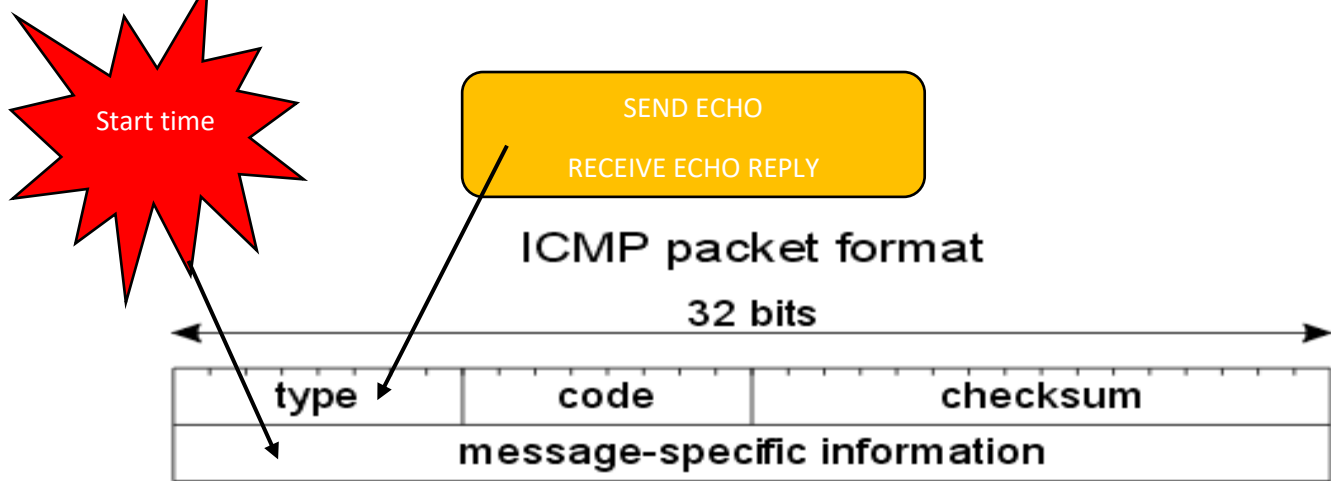 Start time
SEND ECHO
RECEIVE ECHO REPLY
ICMP packet format
32 bits
type code checksum
message-specific information